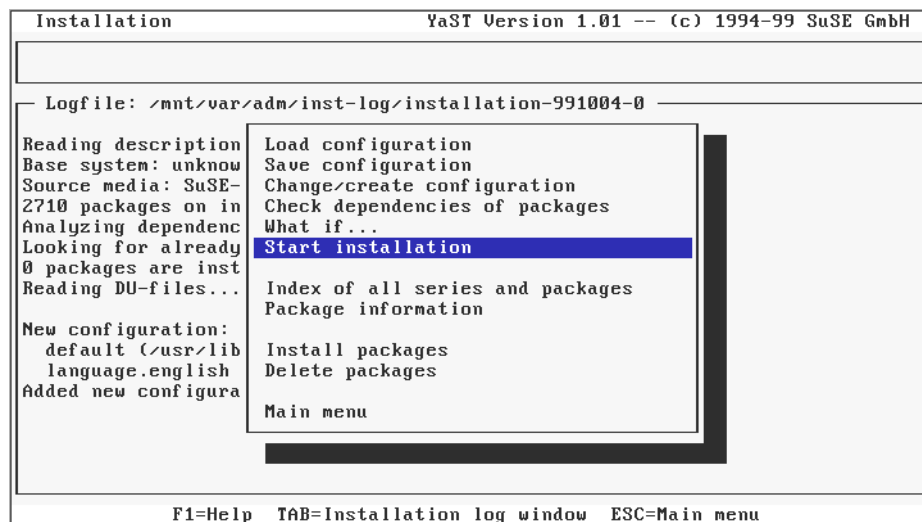 Installation YaST Version 1.01 -- (c) 1994-99 SuSE GmbH
Logfile: /mnt/var/adm/inst-log/installation-991004-0
Reading description
Base system: unknow
Source media: SuSE-
2710 packages on in
Analyzing dependenc
Looking for already
0 packages are inst
Reading DU-files...
New configuration:
default (/usr/lib
language.english
Added new configura
Load configuration
Save configuration
Change/create configuration
Check dependencies of packages
What if...
Start installation
Index of all series and packages
Package information
Install packages
Delete packages
Main menu
F1=Help TAB=Installation log window ESC=Main menu